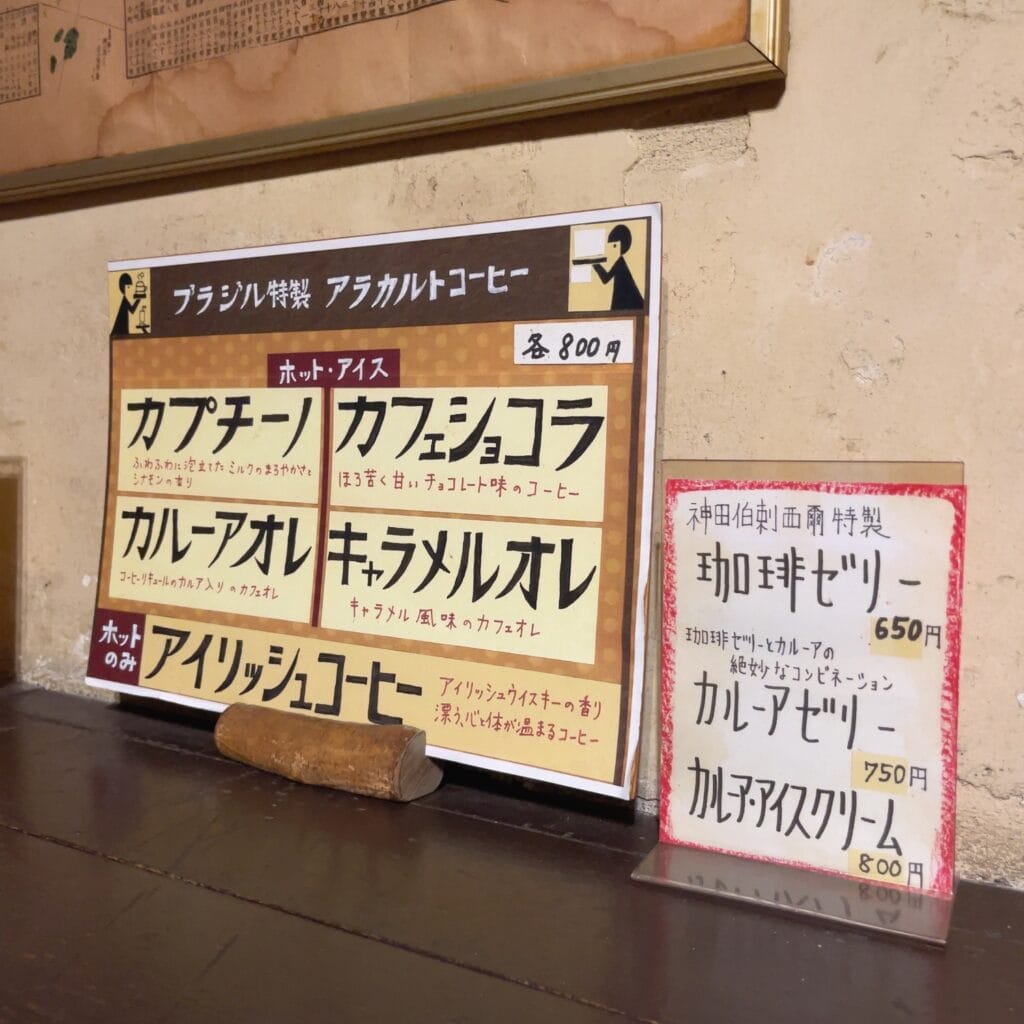 ブラジル特製 アラカルトコーヒー
各800円
ホット・アイス
カプチーノ
ふわふわに泡立てたミルクのまろやかさと
シナモンの香り
カフェショコラ
ほろ苦く甘いチョコレート味のコーヒー
カルーアオレ
コーヒーリキュールのカルア入りのカフェオレ
キャラメルオレ
キャラメル風味のカフェオレ
ホット
のみ
アイリッシュコーヒー
アイリッシュウイスキーの香り
漂う、心と体が温まるコーヒー
神田伯剌西爾特製
珈琲ゼリー
650円
珈琲ゼリーとカルーアの
絶妙なコンビネーション
カルーアゼリー
750円
カルーア・アイスクリーム
800円